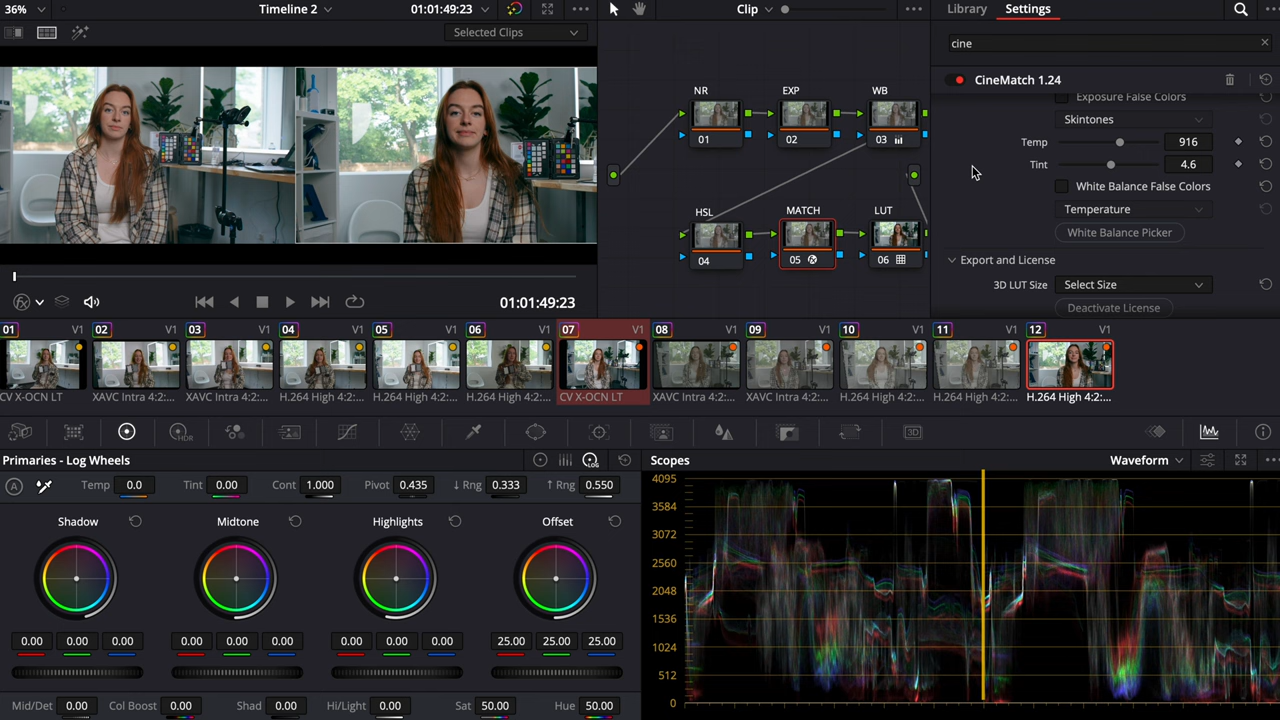 36% Timeline 2 01:01:49:23 Clip Library Settings
Selected Clips
cine
CineMatch 1.24
Exposure False Colors
Skintones
Temp 916
Tint 4.6
White Balance False Colors
Temperature
White Balance Picker
Export and License
3D LUT Size Select Size
Deactivate License
NR EXP WB
01 02 03
HSL MATCH LUT
04 05 06
01:01:49:23
01 V1 02 V1 03 V1 04 V1 05 V1 06 V1 07 V1 08 V1 09 V1 10 V1 11 V1 12 V1
CV X-OCN LT XAVC Intra 4:2:... XAVC Intra 4:2:... H.264 High 4:2:... H.264 High 4:2:... H.264 High 4:2:... CV X-OCN LT XAVC Intra 4:2:... XAVC Intra 4:2:... H.264 High 4:2:... H.264 High 4:2:... H.264 High 4:2:...
Primaries - Log Wheels
LOG
Temp 0.0 Tint 0.00 Cont 1.000 Pivot 0.435 ↓ Rng 0.333 ↑ Rng 0.550
Shadow Midtone Highlights Offset
0.00 0.00 0.00 0.00 0.00 0.00 0.00 0.00 0.00 25.00 25.00 25.00
Mid/Det 0.00 Col Boost 0.00 Shad 0.00 Hi/Light 0.00 Sat 50.00 Hue 50.00
Scopes Waveform
4095
3584
3072
2560
2048
1536
1024
512
0